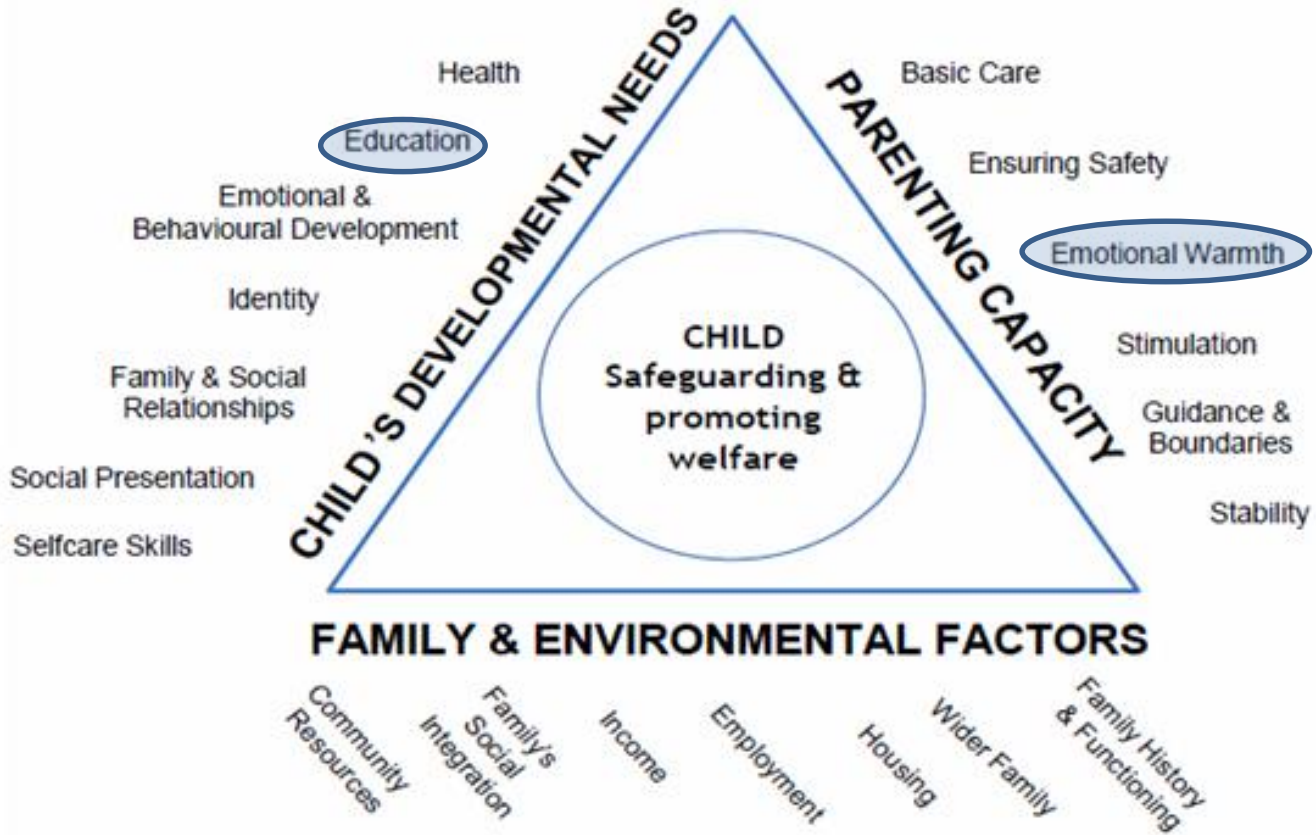 CHILD'S DEVELOPMENTAL NEEDS
Health
Education
Emotional &
Behavioural Development
Identity
Family & Social
Relationships
Social Presentation
Selfcare Skills
PARENTING CAPACITY
Basic Care
Ensuring Safety
Emotional Warmth
Stimulation
Guidance &
Boundaries
Stability
CHILD
Safeguarding &
promoting
welfare
FAMILY & ENVIRONMENTAL FACTORS
Community
Resources
Family's
Social
Integration
Income
Employment
Housing
Wider Family
Family History
& Functioning